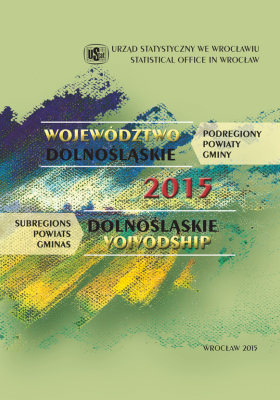 UStat
URZĄD STATYSTYCZNY WE WROCŁAWIU
STATISTICAL OFFICE IN WROCŁAW
WOJEWÓDZTWO
DOLNOŚLĄSKIE
PODREGIONY
POWIATY
GMINY
2015
SUBREGIONS
POWIATS
GMINAS
DOLNOŚLĄSKIE
VOIVODSHIP
WROCŁAW 2015